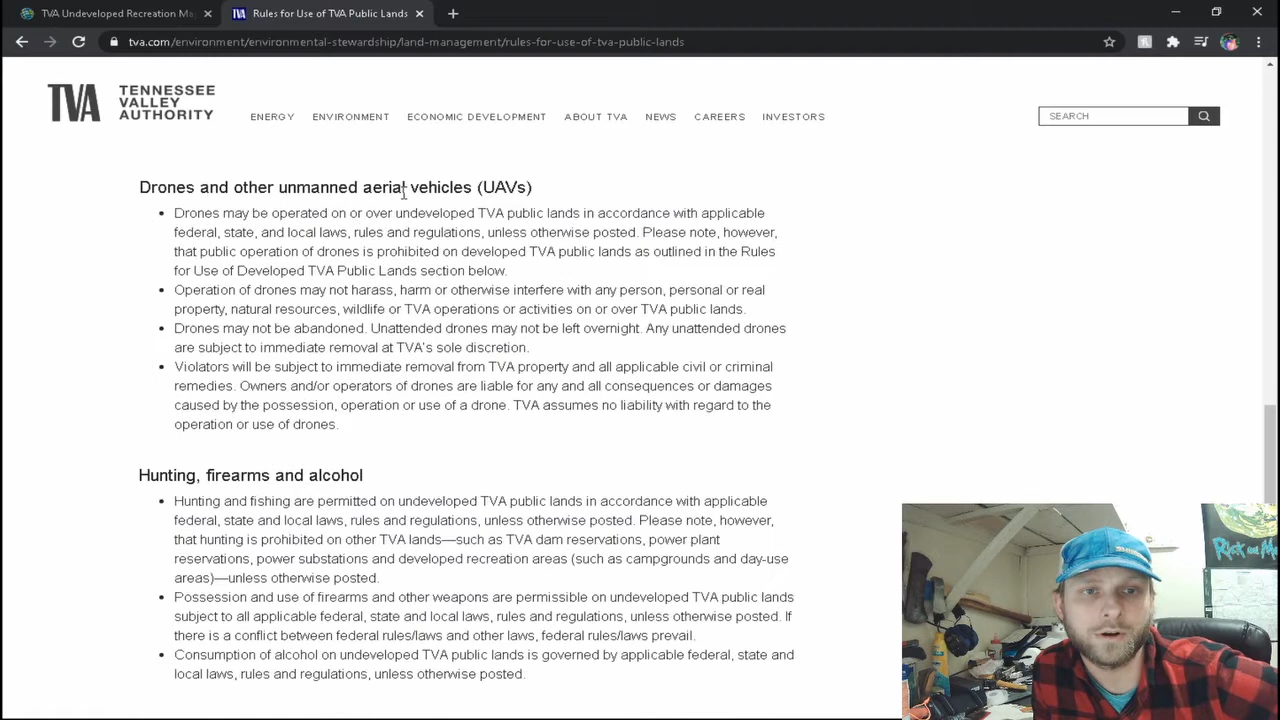 TVA Undeveloped Recreation Ma
Rules for Use of TVA Public Lands
tva.com/environment/environmental-stewardship/land-management/rules-for-use-of-tva-public-lands
TVA
TENNESSEE
VALLEY
AUTHORITY
ENERGY ENVIRONMENT ECONOMIC DEVELOPMENT ABOUT TVA NEWS CAREERS INVESTORS
SEARCH
Drones and other unmanned aerial vehicles (UAVs)
• Drones may be operated on or over undeveloped TVA public lands in accordance with applicable
federal, state, and local laws, rules and regulations, unless otherwise posted. Please note, however,
that public operation of drones is prohibited on developed TVA public lands as outlined in the Rules
for Use of Developed TVA Public Lands section below.
• Operation of drones may not harass, harm or otherwise interfere with any person, personal or real
property, natural resources, wildlife or TVA operations or activities on or over TVA public lands.
• Drones may not be abandoned. Unattended drones may not be left overnight. Any unattended drones
are subject to immediate removal at TVA's sole discretion.
• Violators will be subject to immediate removal from TVA property and all applicable civil or criminal
remedies. Owners and/or operators of drones are liable for any and all consequences or damages
caused by the possession, operation or use of a drone. TVA assumes no liability with regard to the
operation or use of drones.
Hunting, firearms and alcohol
• Hunting and fishing are permitted on undeveloped TVA public lands in accordance with applicable
federal, state and local laws, rules and regulations, unless otherwise posted. Please note, however,
that hunting is prohibited on other TVA lands—such as TVA dam reservations, power plant
reservations, power substations and developed recreation areas (such as campgrounds and day-use
areas)—unless otherwise posted.
• Possession and use of firearms and other weapons are permissible on undeveloped TVA public lands
subject to all applicable federal, state and local laws, rules and regulations, unless otherwise posted. If
there is a conflict between federal rules/laws and other laws, federal rules/laws prevail.
• Consumption of alcohol on undeveloped TVA public lands is governed by applicable federal, state and
local laws, rules and regulations, unless otherwise posted.
Rick and Mo